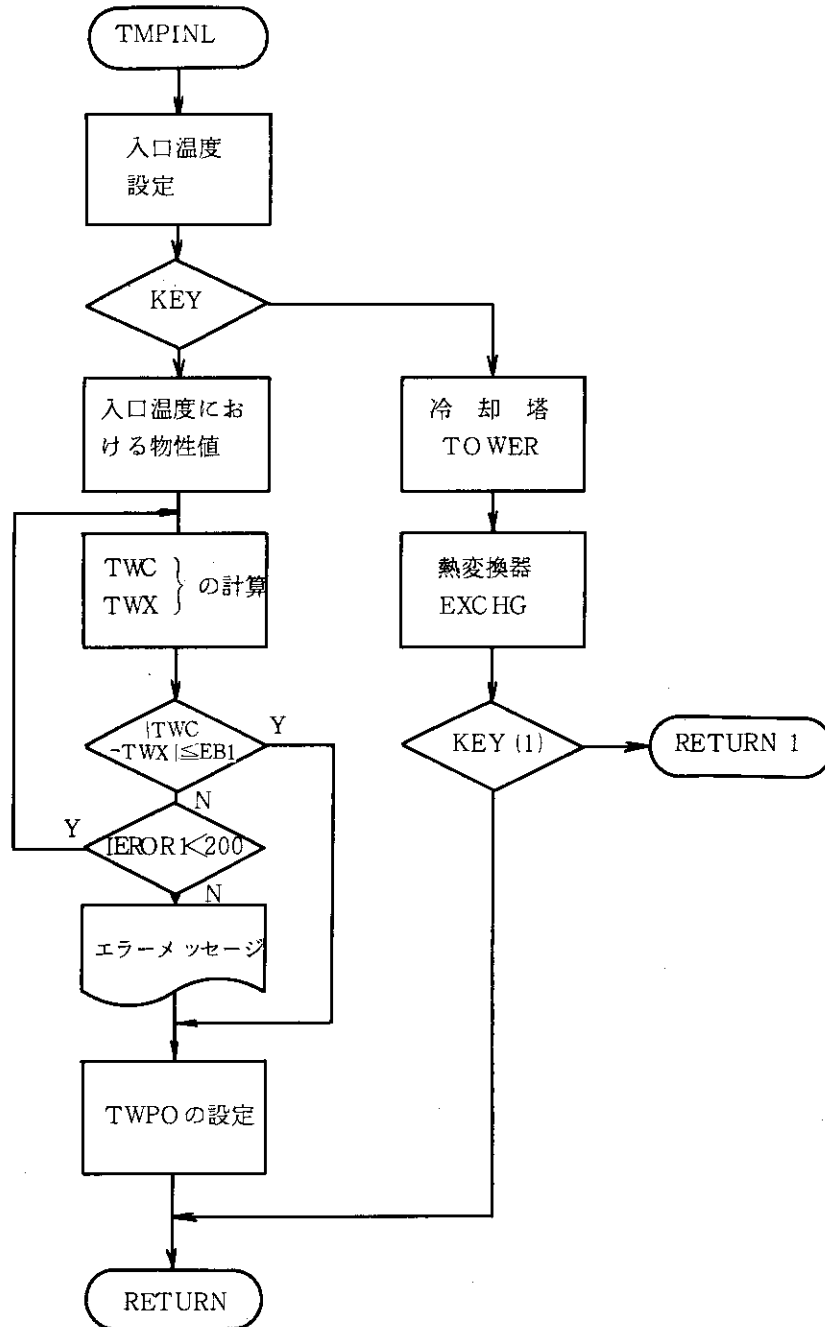 TMPINL
入口温度
設定
KEY
入口温度にお
ける物性値
TWC
TWX
の計算
|TWC
-TWX|≦EB1
Y
N
IEROR1<200
Y
N
エラーメッセージ
TWPOの設定
RETURN
冷却塔
TOWER
熱変換器
EXCHG
KEY(1)
RETURN 1